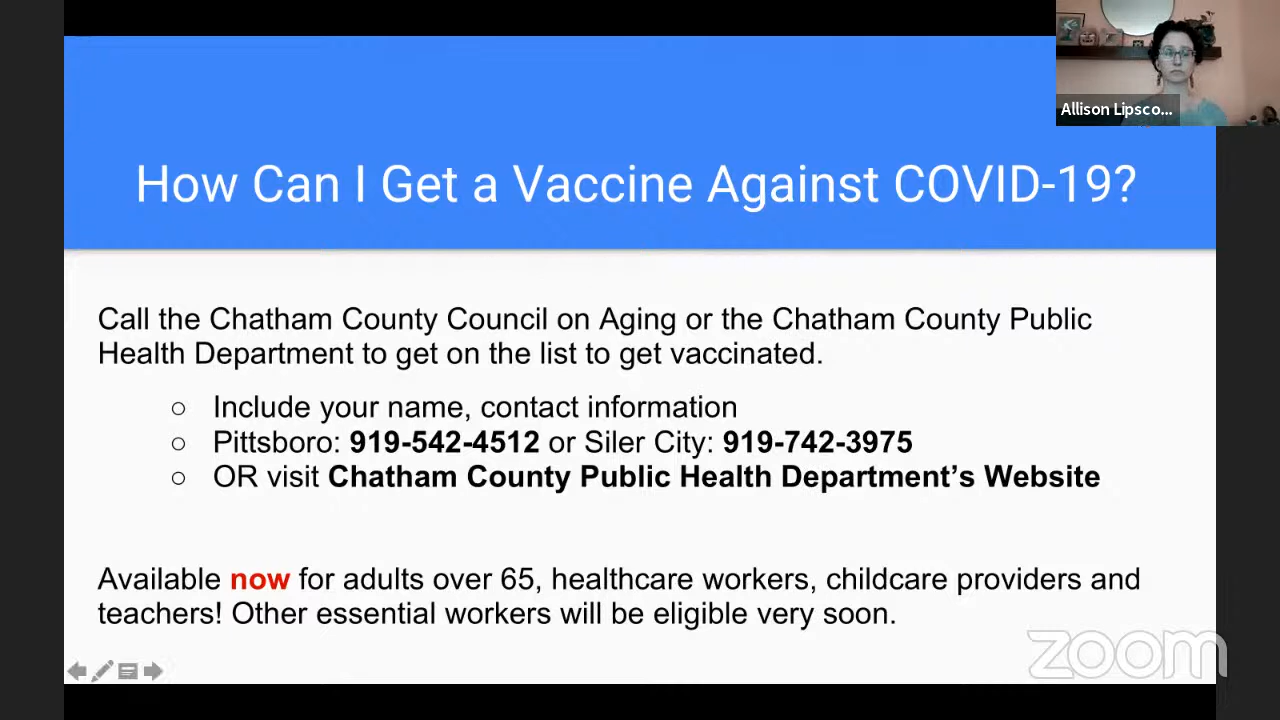 Allison Lipsco...
How Can I Get a Vaccine Against COVID-19?
Call the Chatham County Council on Aging or the Chatham County Public
Health Department to get on the list to get vaccinated.
○ Include your name, contact information
○ Pittsboro: 919-542-4512 or Siler City: 919-742-3975
○ OR visit Chatham County Public Health Department’s Website
Available now for adults over 65, healthcare workers, childcare providers and
teachers! Other essential workers will be eligible very soon.
zoom